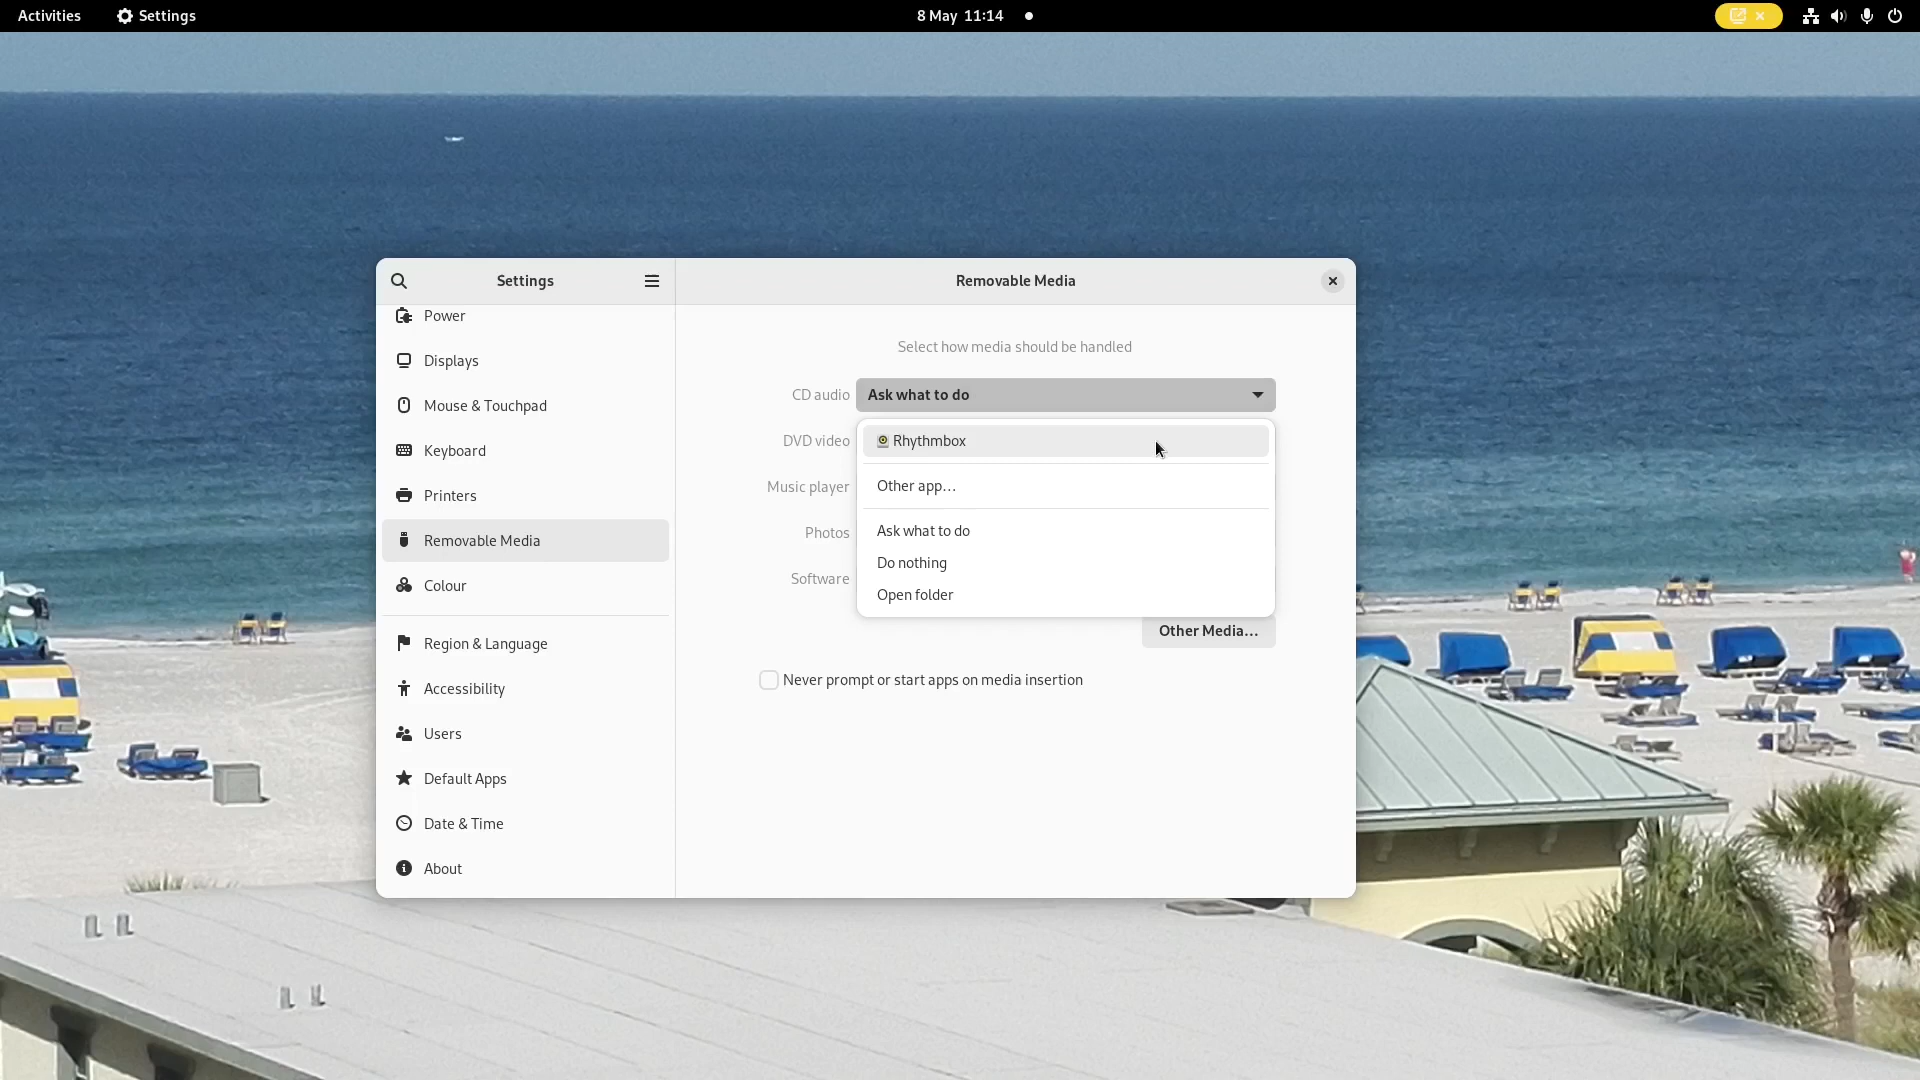 Activities
Settings
8 May 11:14
Settings
Removable Media
Power
Displays
Mouse & Touchpad
Keyboard
Printers
Removable Media
Colour
Region & Language
Accessibility
Users
Default Apps
Date & Time
About
Select how media should be handled
CD audio
Ask what to do
DVD video
Rhythmbox
Music player
Other app…
Photos
Ask what to do
Do nothing
Software
Open folder
Other Media…
Never prompt or start apps on media insertion